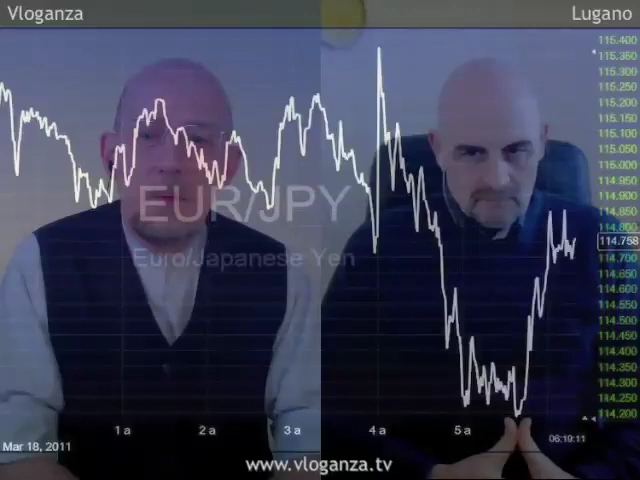 Vloganza
Lugano
115.400
115.350
115.300
115.250
115.200
115.150
115.100
115.050
115.000
114.950
114.900
114.850
114.800
114.758
114.700
114.650
114.600
114.550
114.500
114.450
114.400
114.350
114.300
114.250
114.200
EUR/JPY
Euro/Japanese Yen
1 a
2 a
3 a
4 a
5 a
Mar 18, 2011
06:19:11
www.vloganza.tv